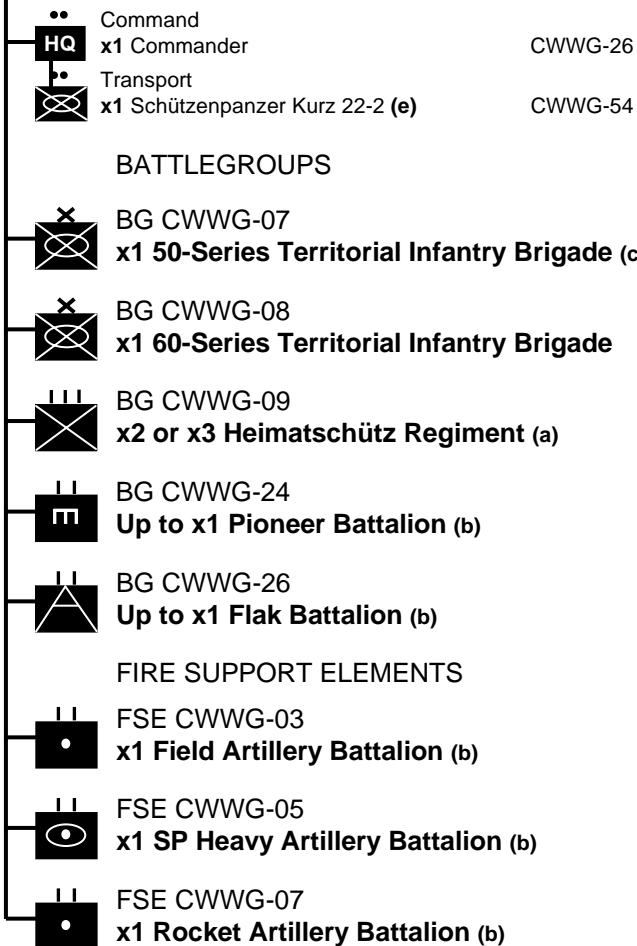 Command
HQ x1 Commander CWWG-26
Transport
x1 Schützenpanzer Kurz 22-2 (e) CWWG-54
BATTLEGROUPS
BG CWWG-07
x1 50-Series Territorial Infantry Brigade (c
BG CWWG-08
x1 60-Series Territorial Infantry Brigade
BG CWWG-09
x2 or x3 Heimatschütz Regiment (a)
BG CWWG-24
Up to x1 Pioneer Battalion (b)
BG CWWG-26
Up to x1 Flak Battalion (b)
FIRE SUPPORT ELEMENTS
FSE CWWG-03
x1 Field Artillery Battalion (b)
FSE CWWG-05
x1 SP Heavy Artillery Battalion (b)
FSE CWWG-07
x1 Rocket Artillery Battalion (b)